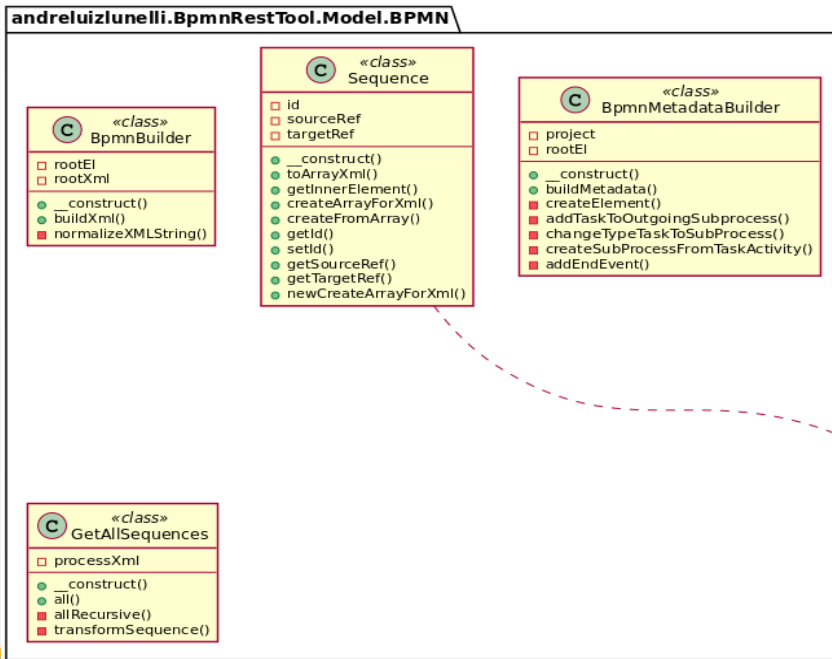 andreluizlunelli.BpmnRestTool.Model.BPMN
C
«class»
BpmnBuilder
rootEl
rootXml
__construct()
buildXml()
normalizeXMLString()
C
«class»
Sequence
id
sourceRef
targetRef
__construct()
toArrayXml()
getInnerElement()
createArrayForXml()
createFromArray()
getId()
setId()
getSourceRef()
getTargetRef()
newCreateArrayForXml()
C
«class»
BpmnMetadataBuilder
project
rootEl
__construct()
buildMetadata()
createElement()
addTaskToOutgoingSubprocess()
changeTypeTaskToSubProcess()
createSubProcessFromTaskActivity()
addEndEvent()
C
«class»
GetAllSequences
processXml
__construct()
all()
allRecursive()
transformSequence()